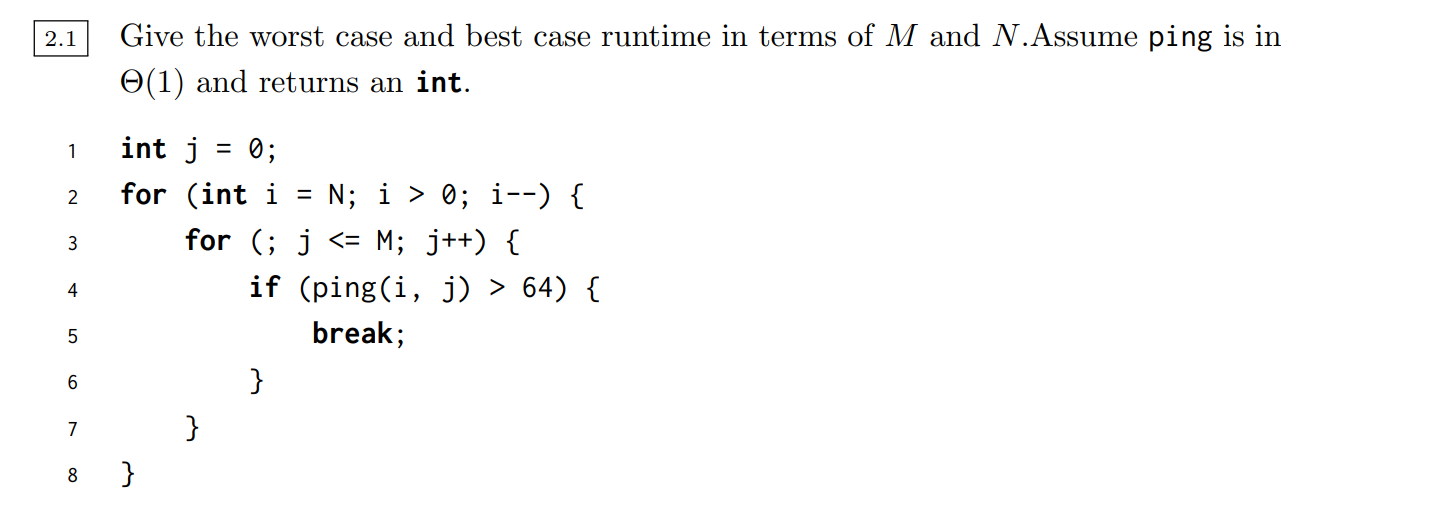 2.1 Give the worst case and best case runtime in terms of M and N.Assume ping is in
Θ(1) and returns an int.
1 int j = 0;
2 for (int i = N; i > 0; i--) {
3 for (; j <= M; j++) {
4 if (ping(i, j) > 64) {
5 break;
6 }
7 }
8 }